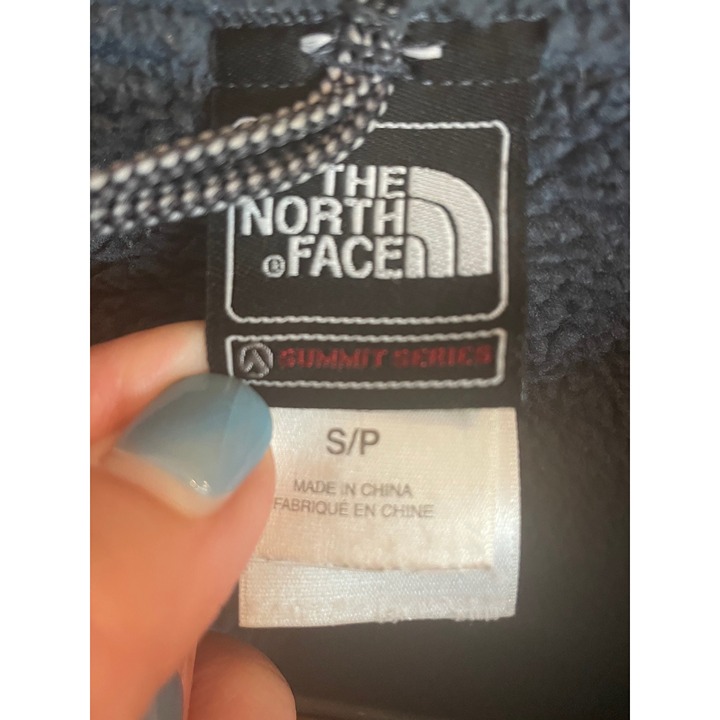 THE
NORTH
®FACE
SUMMIT SERIES
S/P
MADE IN CHINA
FABRIQUÉ EN CHINE